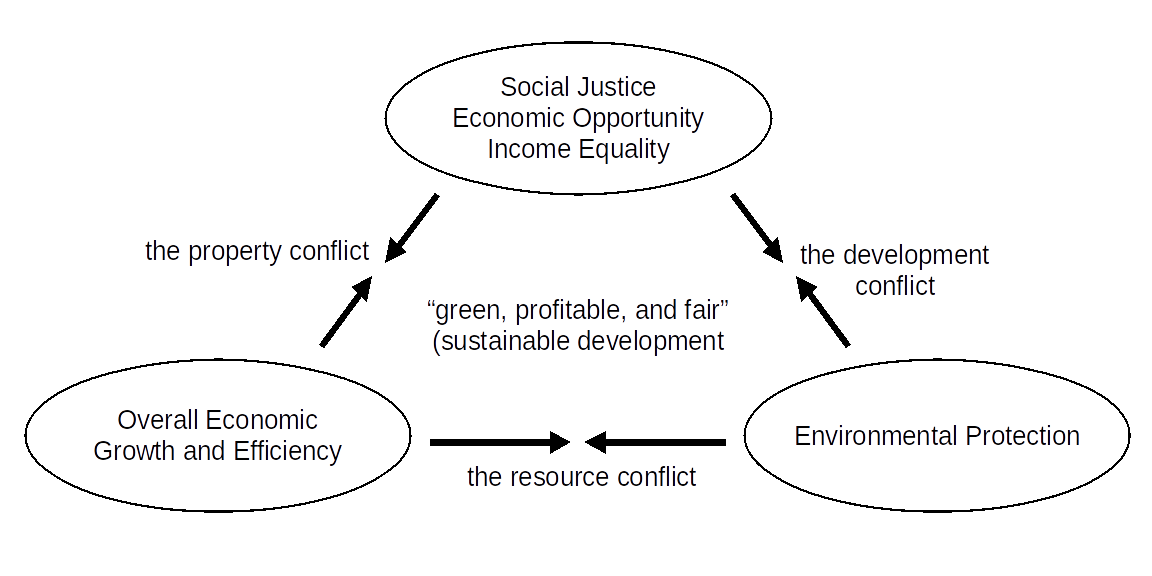 Social Justice
Economic Opportunity
Income Equality
the property conflict
the development
conflict
“green, profitable, and fair”
(sustainable development
Overall Economic
Growth and Efficiency
Environmental Protection
the resource conflict